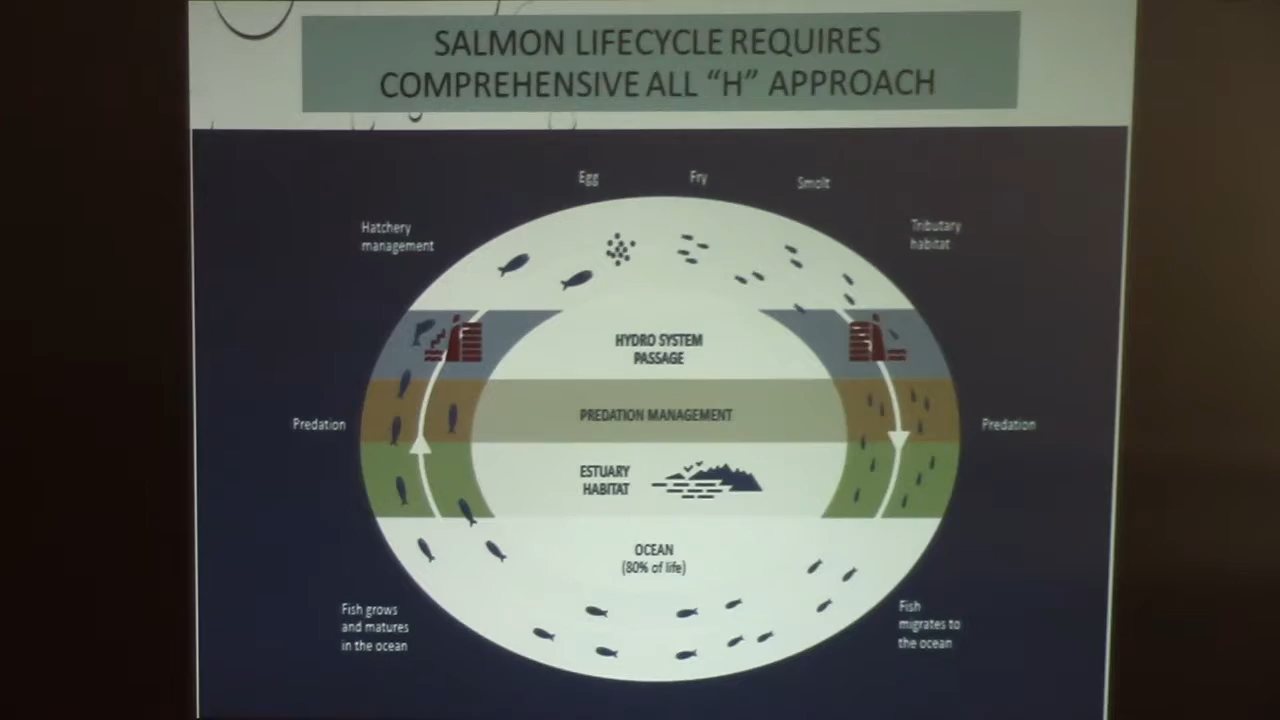 SALMON LIFECYCLE REQUIRES
COMPREHENSIVE ALL “H” APPROACH
Egg
Fry
Smolt
Hatchery
management
Tributary
habitat
HYDRO SYSTEM
PASSAGE
Predation
PREDATION MANAGEMENT
Predation
ESTUARY
HABITAT
OCEAN
(80% of life)
Fish grows
and matures
in the ocean
Fish
migrates to
the ocean